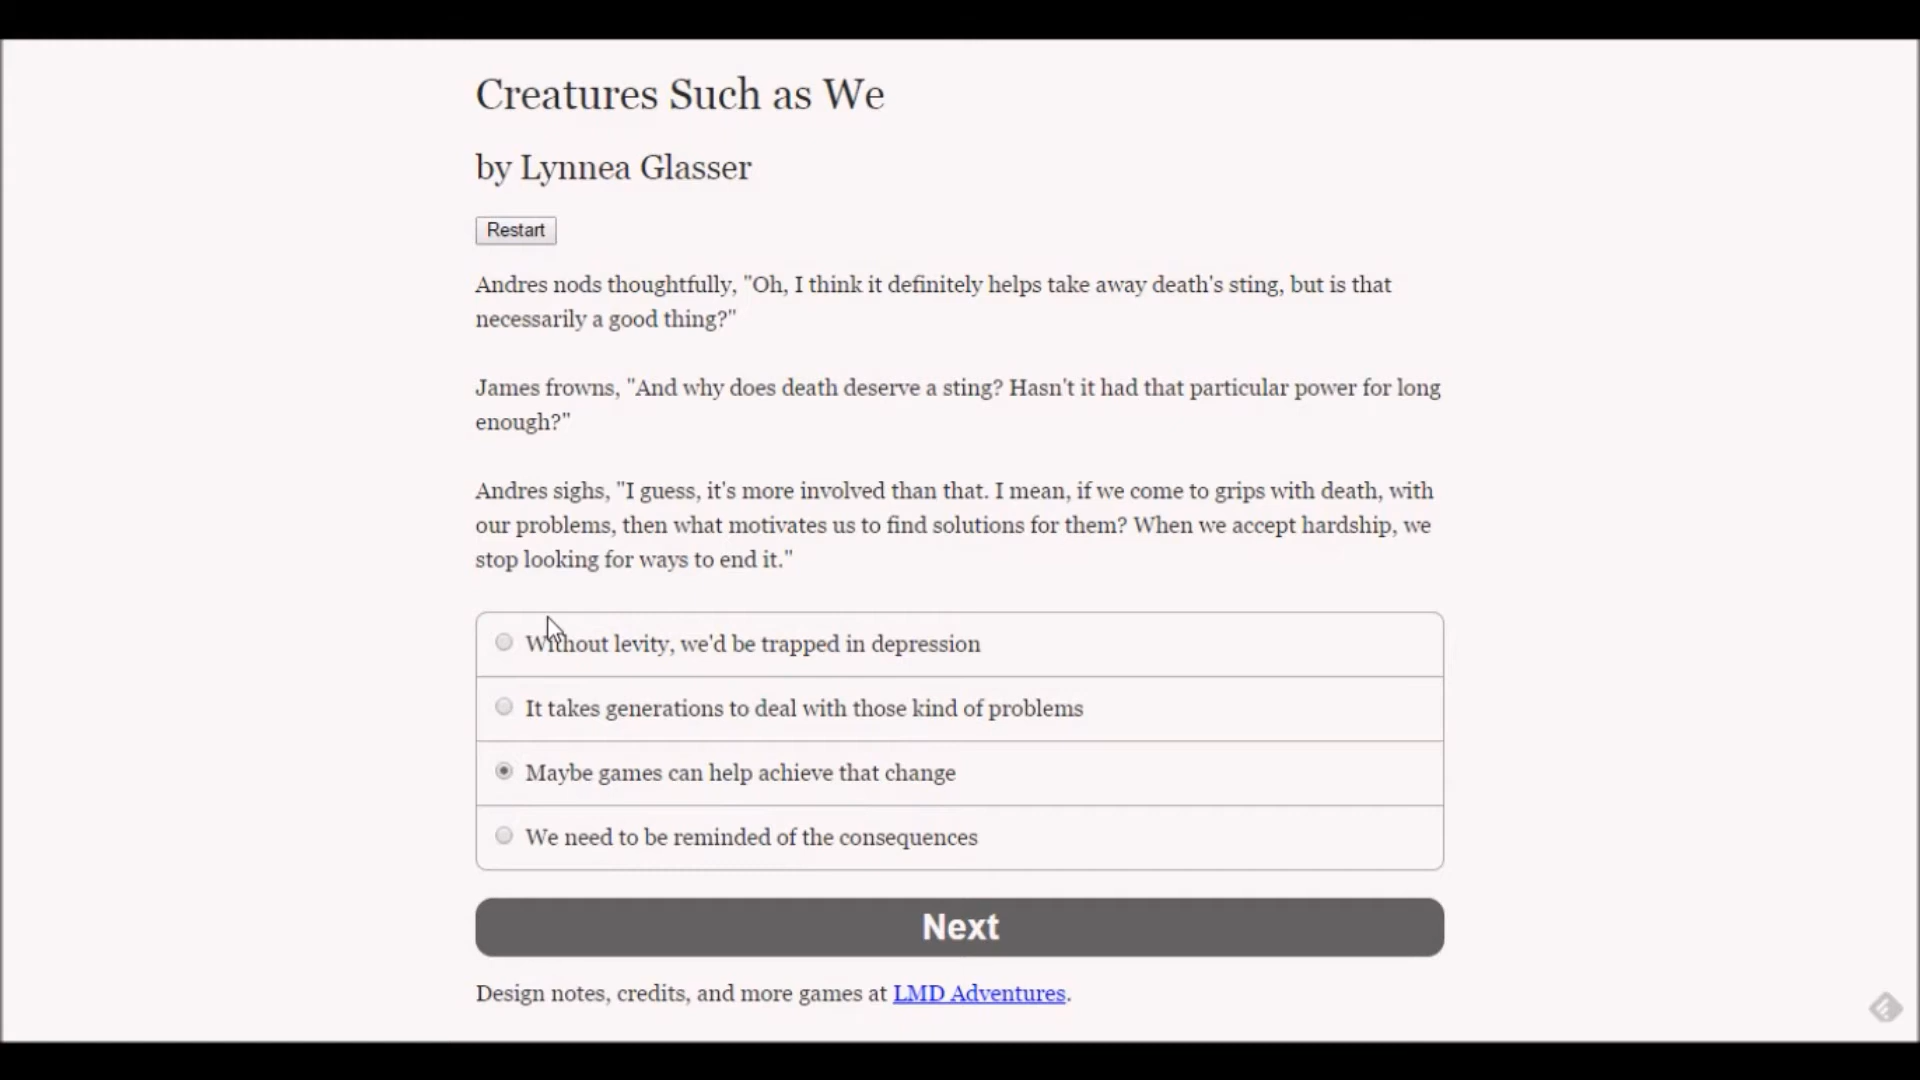 Creatures Such as We
by Lynnea Glasser
Restart
Andres nods thoughtfully, "Oh, I think it definitely helps take away death's sting, but is that
necessarily a good thing?"
James frowns, "And why does death deserve a sting? Hasn't it had that particular power for long
enough?"
Andres sighs, "I guess, it's more involved than that. I mean, if we come to grips with death, with
our problems, then what motivates us to find solutions for them? When we accept hardship, we
stop looking for ways to end it."
Without levity, we'd be trapped in depression
It takes generations to deal with those kind of problems
Maybe games can help achieve that change
We need to be reminded of the consequences
Next
Design notes, credits, and more games at LMD Adventures.